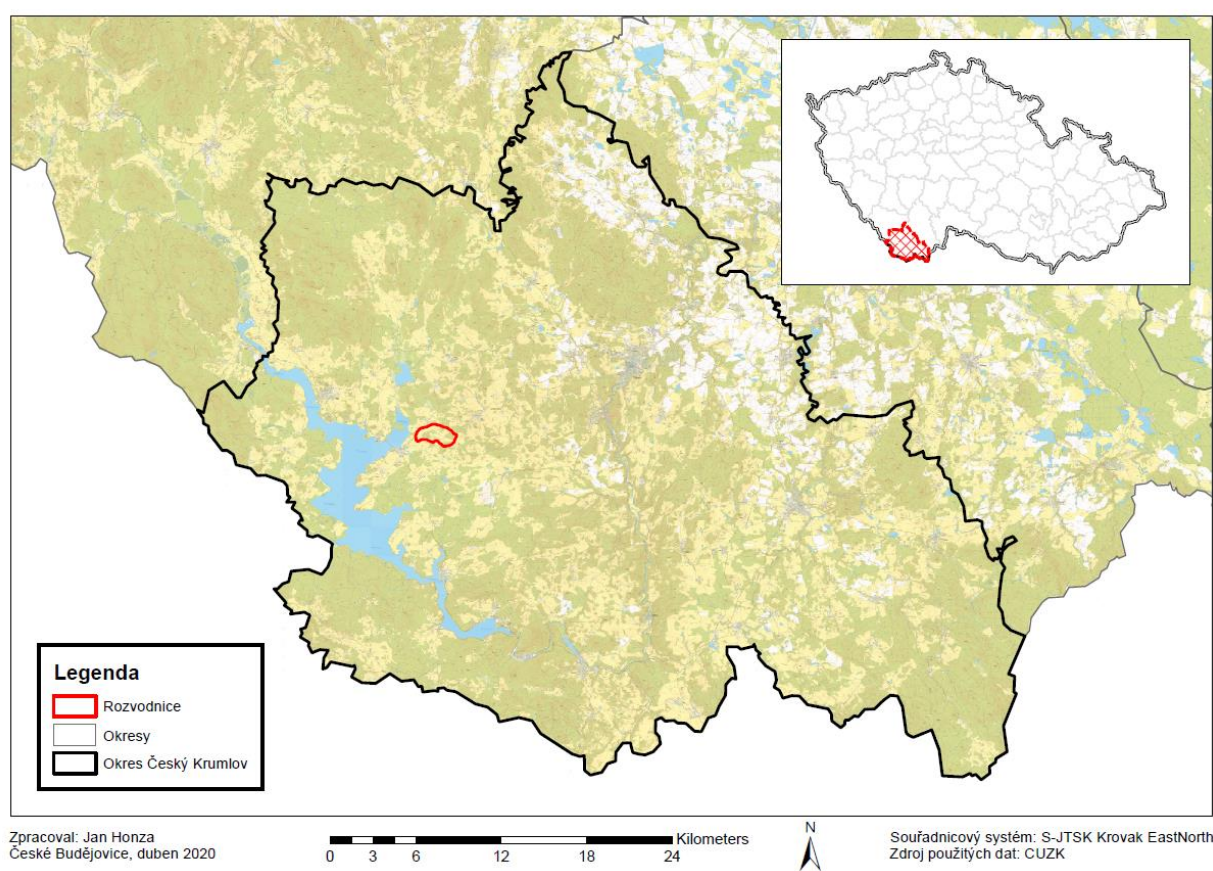 Legenda
Rozvodnice
Okresy
Okres Český Krumlov
Zpracoval: Jan Honza
České Budějovice, duben 2020
Kilometers
0 3 6 12 18 24
N
Souřadnicový systém: S-JTSK Krovak EastNorth
Zdroj použitých dat: CUZK